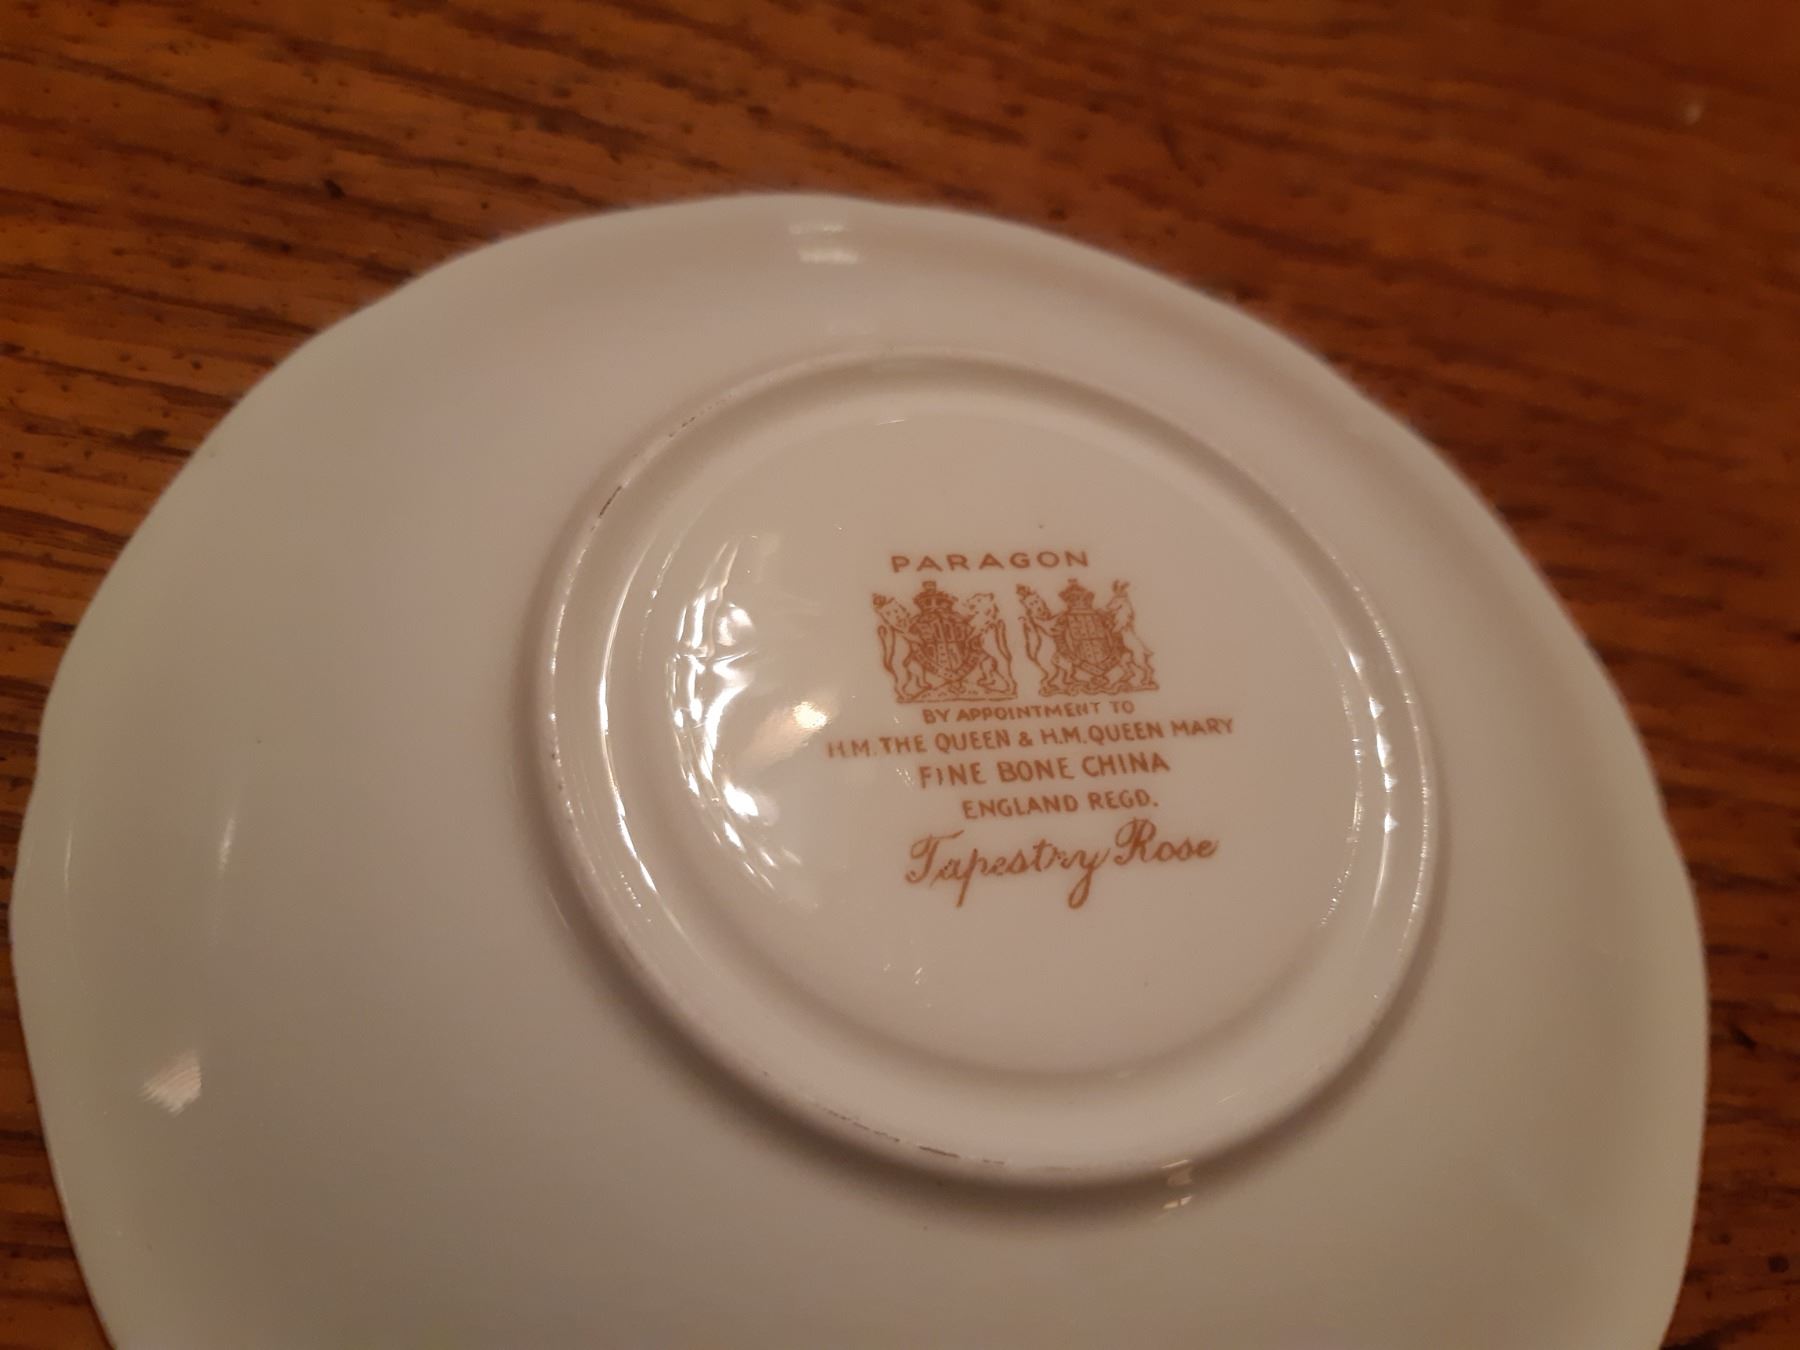 PARAGON
BY APPOINTMENT TO
H.M. THE QUEEN & H.M. QUEEN MARY
FINE BONE CHINA
ENGLAND REGD.
Tapestry Rose